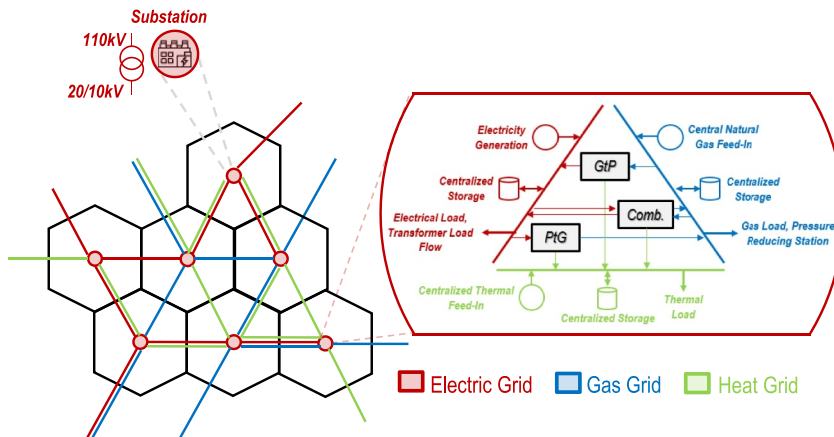 Substation
110kV
20/10kV
Electricity
Generation
Central Natural
Gas Feed-In
GtP
Centralized
Storage
Centralized
Storage
Comb.
Electrical Load,
Transformer Load
Flow
PtG
Gas Load, Pressure
Reducing Station
Centralized Thermal
Feed-In
Centralized Storage
Thermal
Load
Electric Grid
Gas Grid
Heat Grid